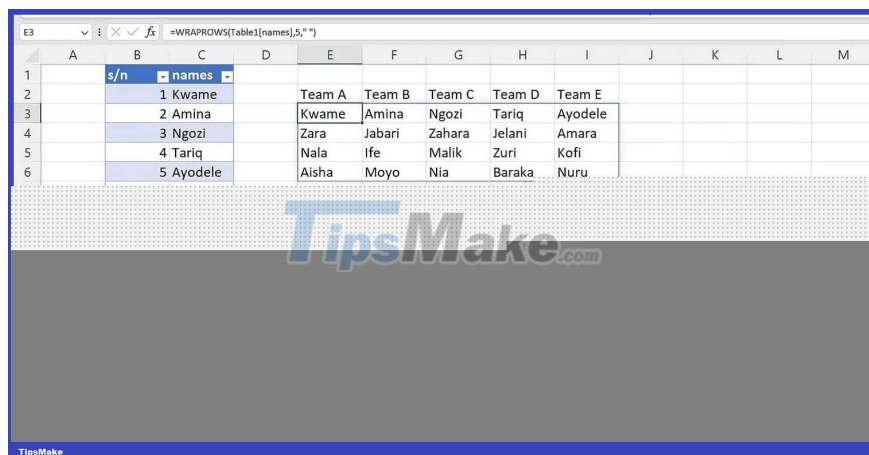 E3 fx =WRAPROWS(Table1[names],5," ")
A B C D E F G H I J K L M
1 s/n names
2 1 Kwame Team A Team B Team C Team D Team E
3 2 Amina Kwame Amina Ngozi Tariq Ayodele
4 3 Ngozi Zara Jabari Zahara Jelani Amara
5 4 Tariq Nala Ife Malik Zuri Kofi
6 5 Ayodele Aisha Moyo Nia Baraka Nuru
TipsMake.com
TipsMake